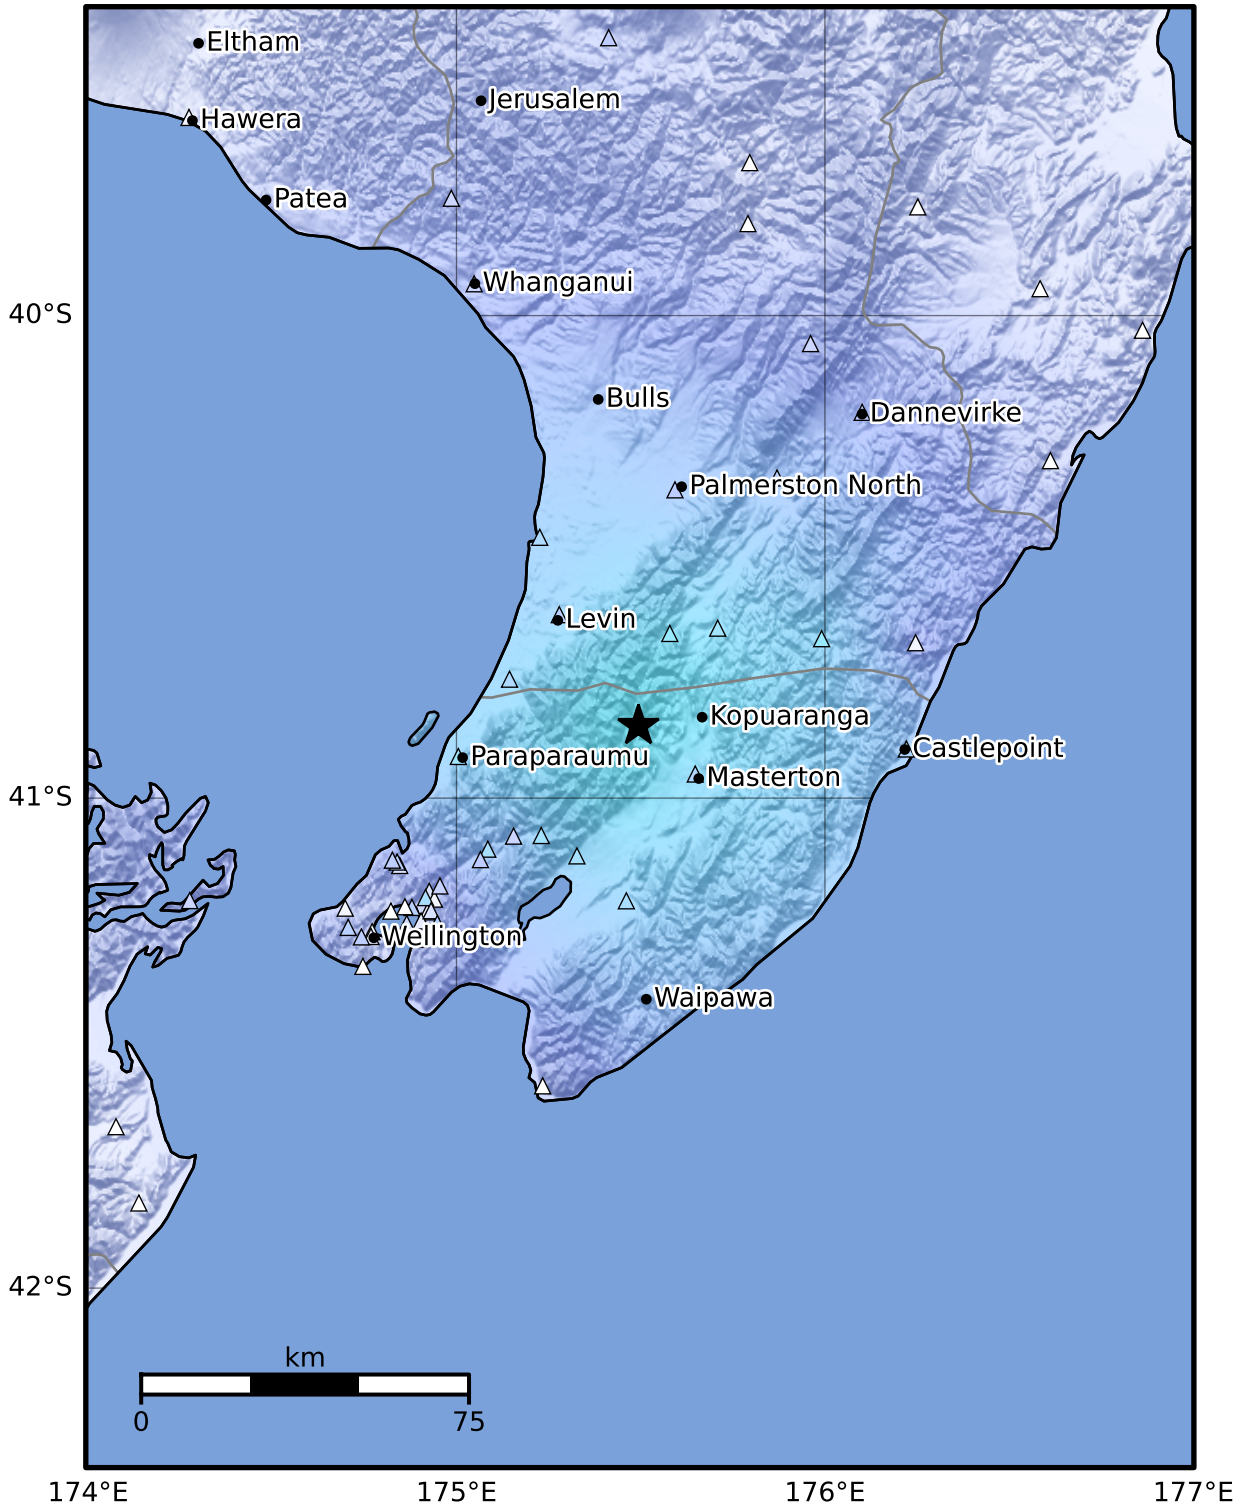 Eltham
Jerusalem
Hawera
Patea
Whanganui
40°S
Bulls
Dannevirke
Palmerston North
Levin
Kopuaranga
Castlepoint
Paraparaumu
Masterton
41°S
Wellington
Waipawa
42°S
km
0 75
174°E 175°E 176°E 177°E